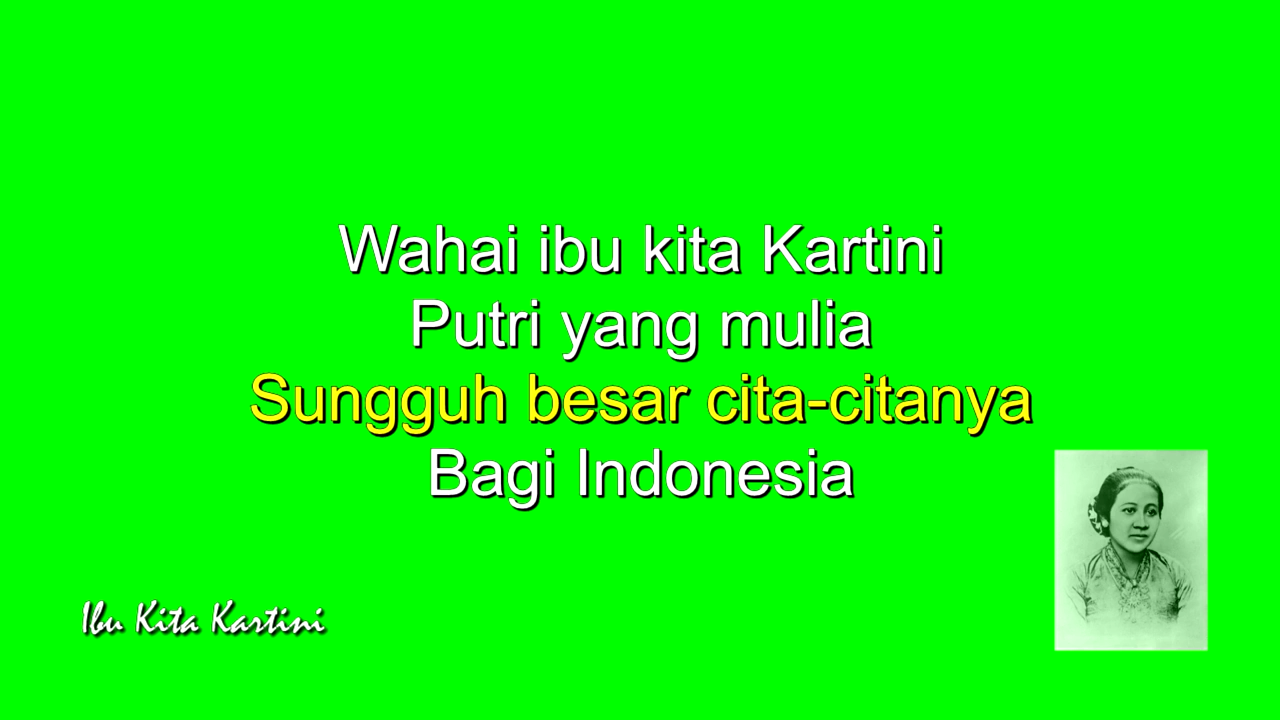 Wahai ibu kita Kartini
Putri yang mulia
Sungguh besar cita-citanya
Bagi Indonesia
Ibu Kita Kartini